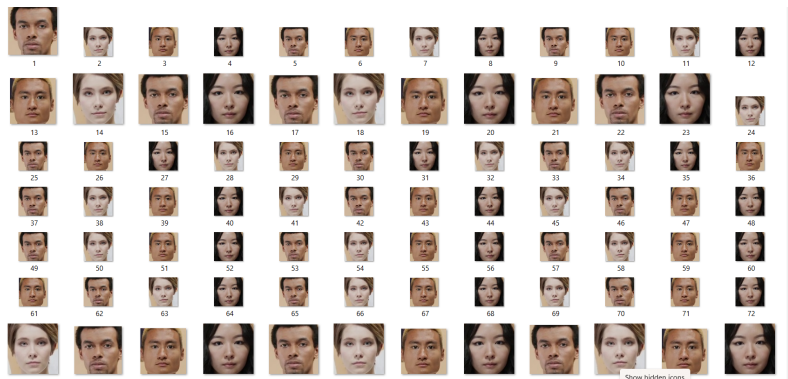 1 2 3 4 5 6 7 8 9 10 11 12
13 14 15 16 17 18 19 20 21 22 23 24
25 26 27 28 29 30 31 32 33 34 35 36
37 38 39 40 41 42 43 44 45 46 47 48
49 50 51 52 53 54 55 56 57 58 59 60
61 62 63 64 65 66 67 68 69 70 71 72
Show hidden icons